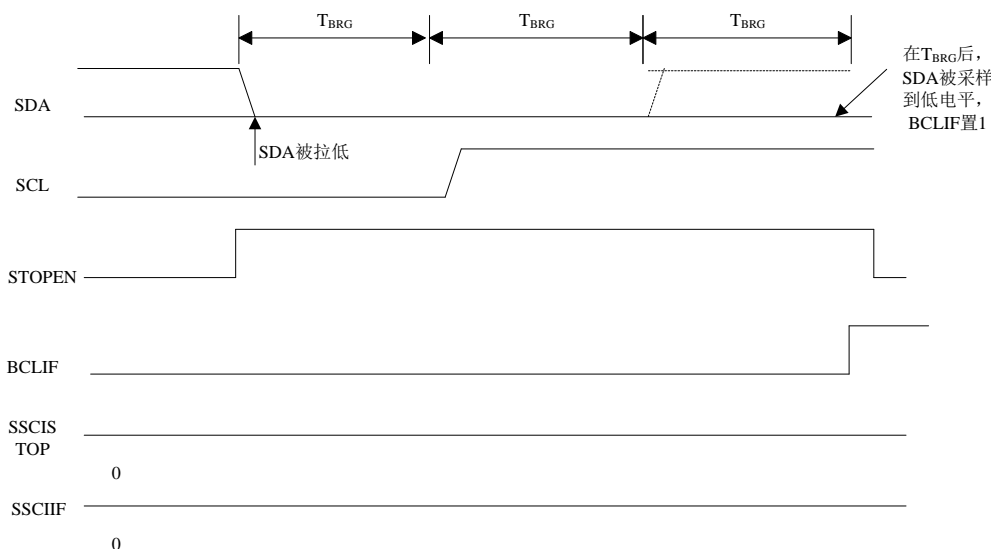 TBRG TBRG TBRG
在TBRG后，
SDA被采样
到低电平，
BCLIF置1
SDA
SDA被拉低
SCL
STOPEN
BCLIF
SSCIS
TOP
0
SSCIIF
0